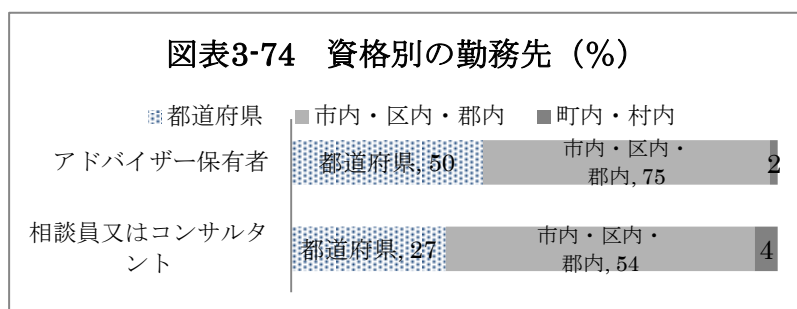 図表3-74　資格別の勤務先（％）
都道府県　市内・区内・郡内　町内・村内
アドバイザー保有者
都道府県, 50
市内・区内・
郡内, 75
2
相談員又はコンサルタ
ント
都道府県, 27
市内・区内・
郡内, 54
4